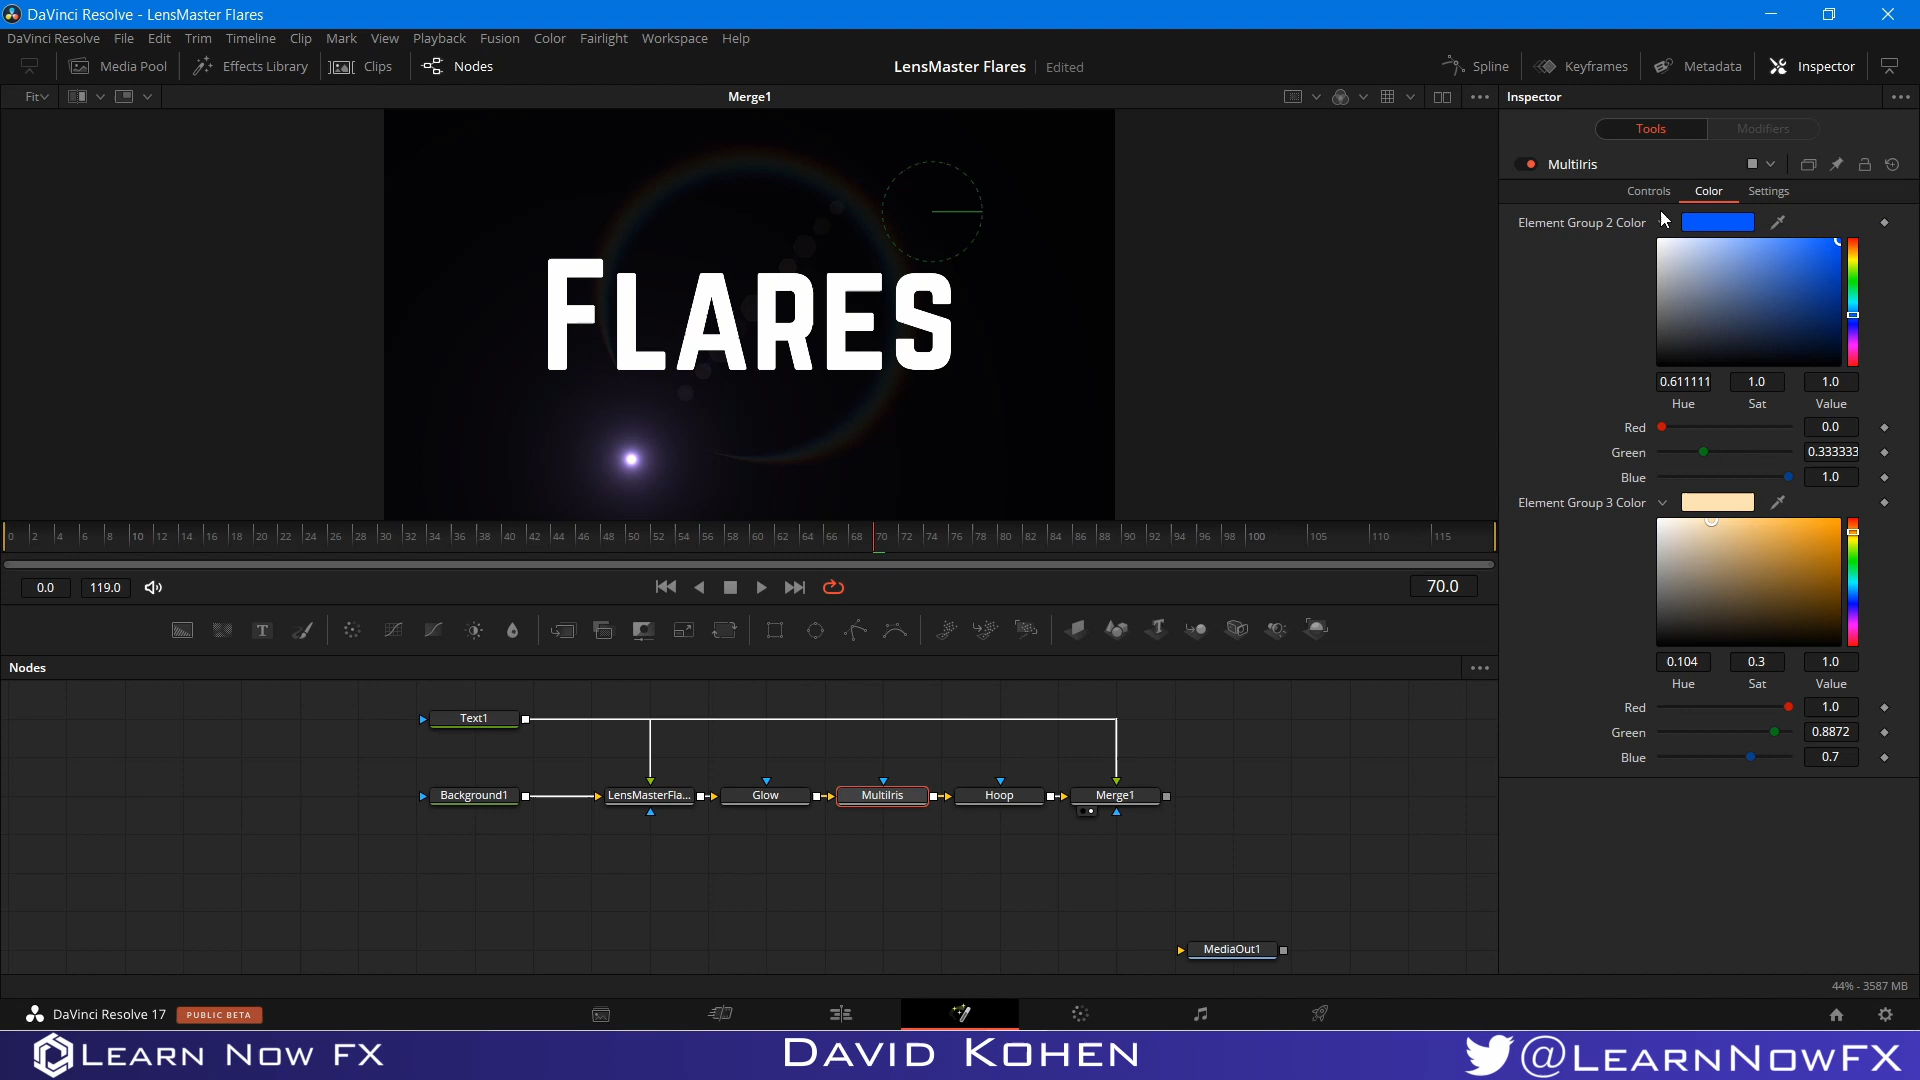 DaVinci Resolve - LensMaster Flares
DaVinci Resolve File Edit Trim Timeline Clip Mark View Playback Fusion Color Fairlight Workspace Help
Media Pool Effects Library Clips Nodes LensMaster Flares Edited Spline Keyframes Metadata Inspector
Fit Merge1 Inspector
Tools Modifiers
MultiIris
Controls Color Settings
Element Group 2 Color
0.611111 1.0 1.0
Hue Sat Value
Red 0.0
Green 0.333333
Blue 1.0
Element Group 3 Color
0.104 0.3 1.0
Hue Sat Value
Red 1.0
Green 0.8872
Blue 0.7
FLARES
0 2 4 6 8 10 12 14 16 18 20 22 24 26 28 30 32 34 36 38 40 42 44 46 48 50 52 54 56 58 60 62 64 66 68 70 72 74 76 78 80 82 84 86 88 90 92 94 96 98 100 105 110 115
0.0 119.0 70.0
Nodes
Text1
Background1 LensMasterFla... Glow MultiIris Hoop Merge1
MediaOut1
44% - 3587 MB
DaVinci Resolve 17 PUBLIC BETA
LEARN NOW FX DAVID KOHEN @LEARNNOWFX